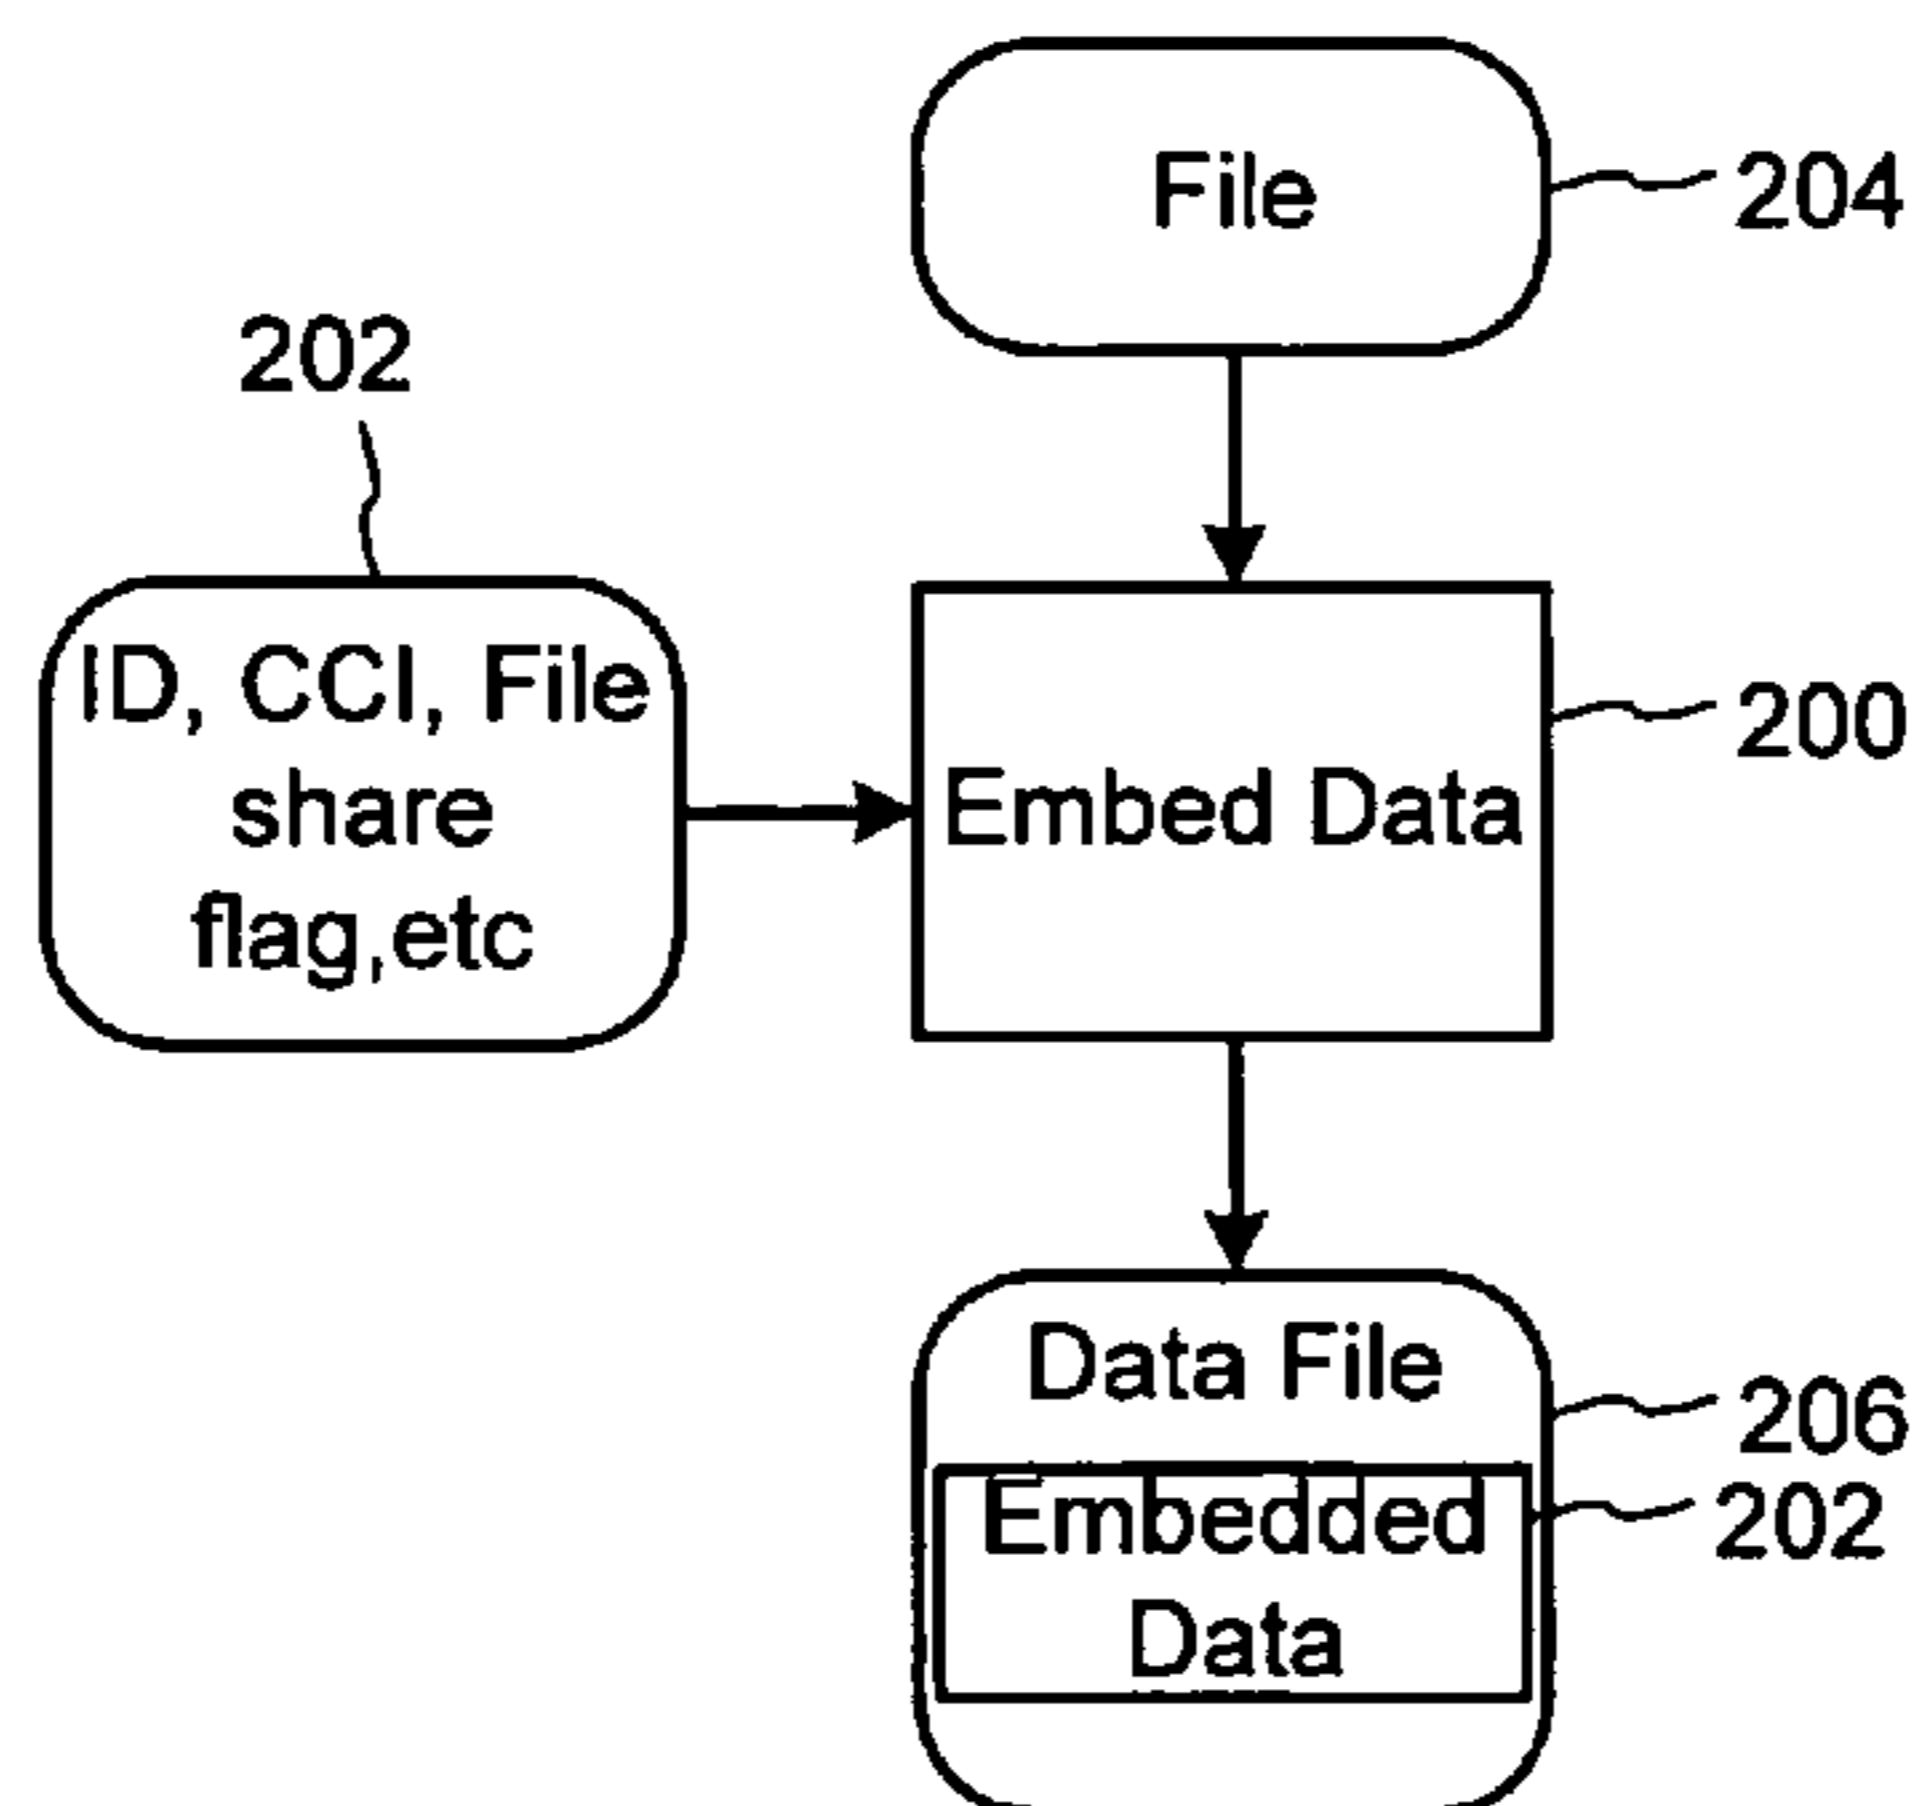 File
204
202
ID, CCI, File
share
flag,etc
Embed Data
200
Data File
206
Embedded
202
Data